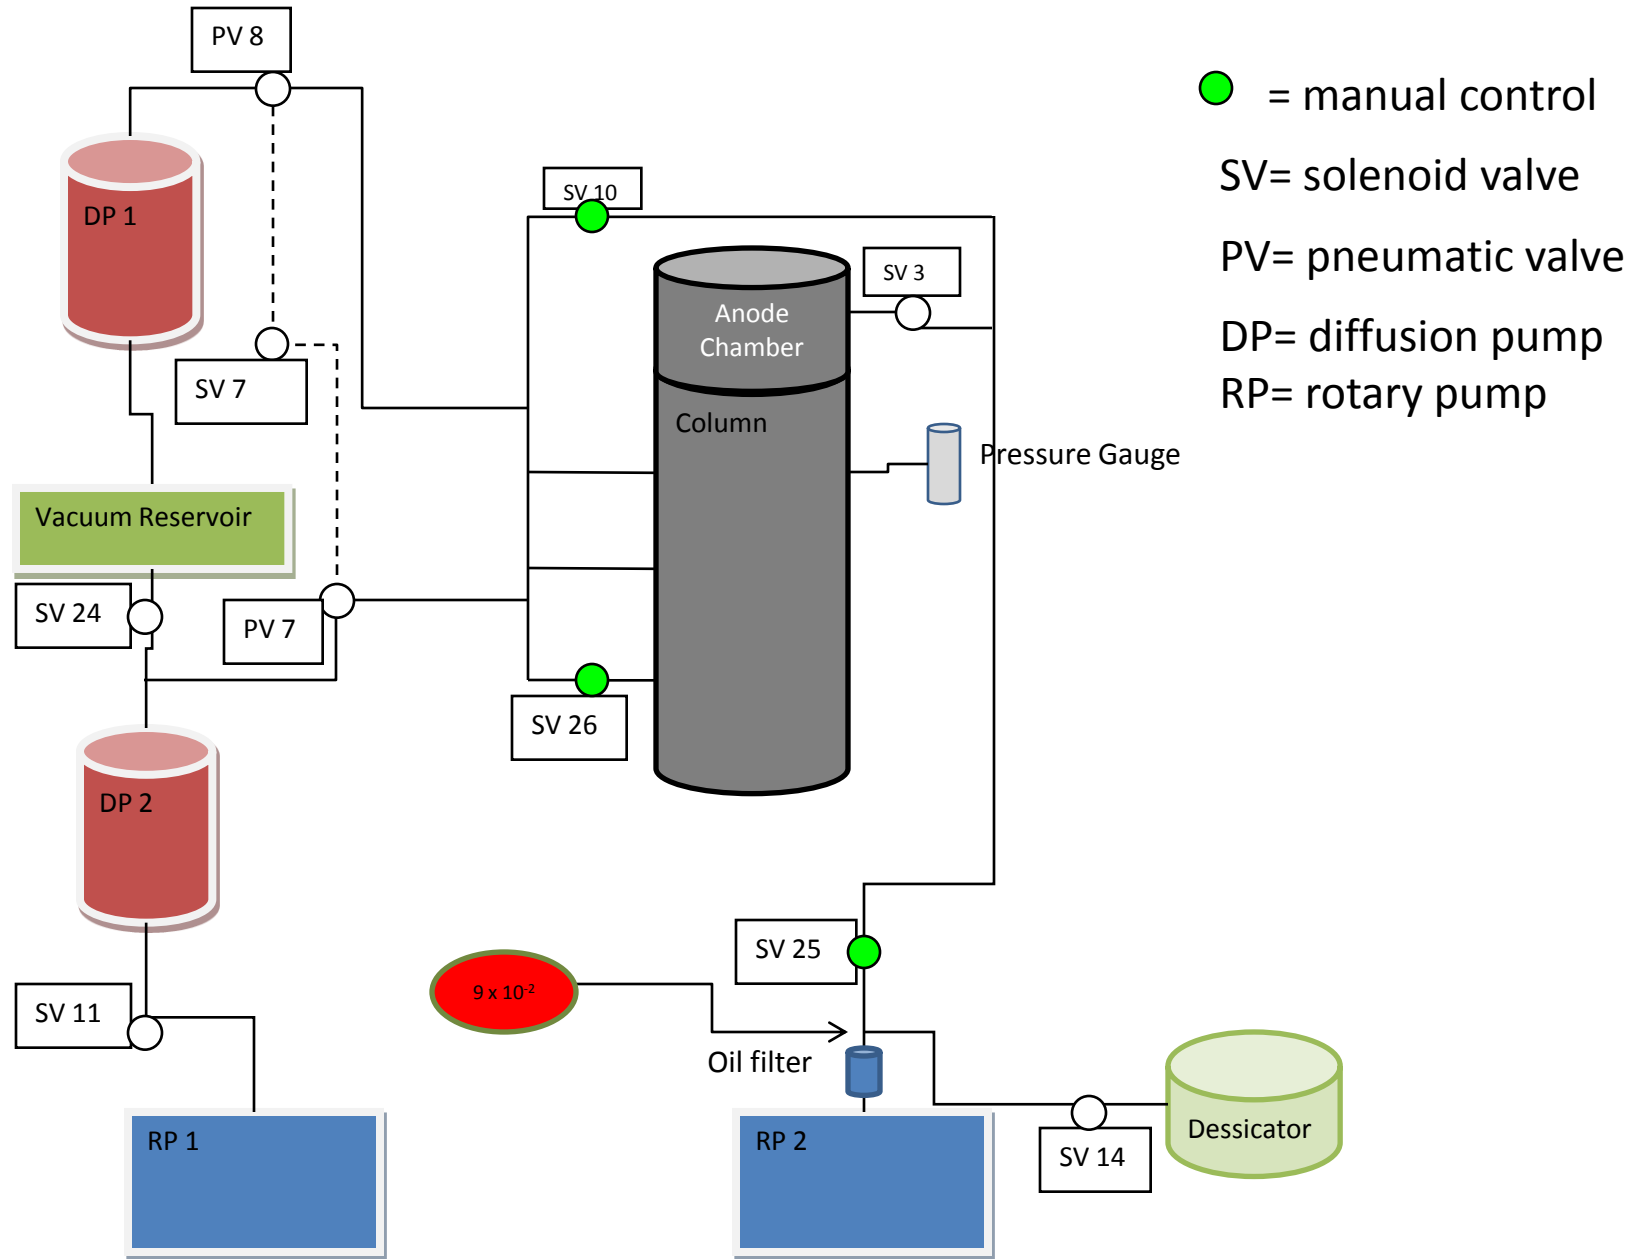 PV 8
= manual control
SV= solenoid valve
PV= pneumatic valve
DP= diffusion pump
RP= rotary pump
DP 1
SV 10
SV 3
Anode
Chamber
SV 7
Column
Pressure Gauge
Vacuum Reservoir
SV 24
PV 7
SV 26
DP 2
SV 25
9 x 10⁻²
SV 11
Oil filter
Dessicator
RP 1
RP 2
SV 14